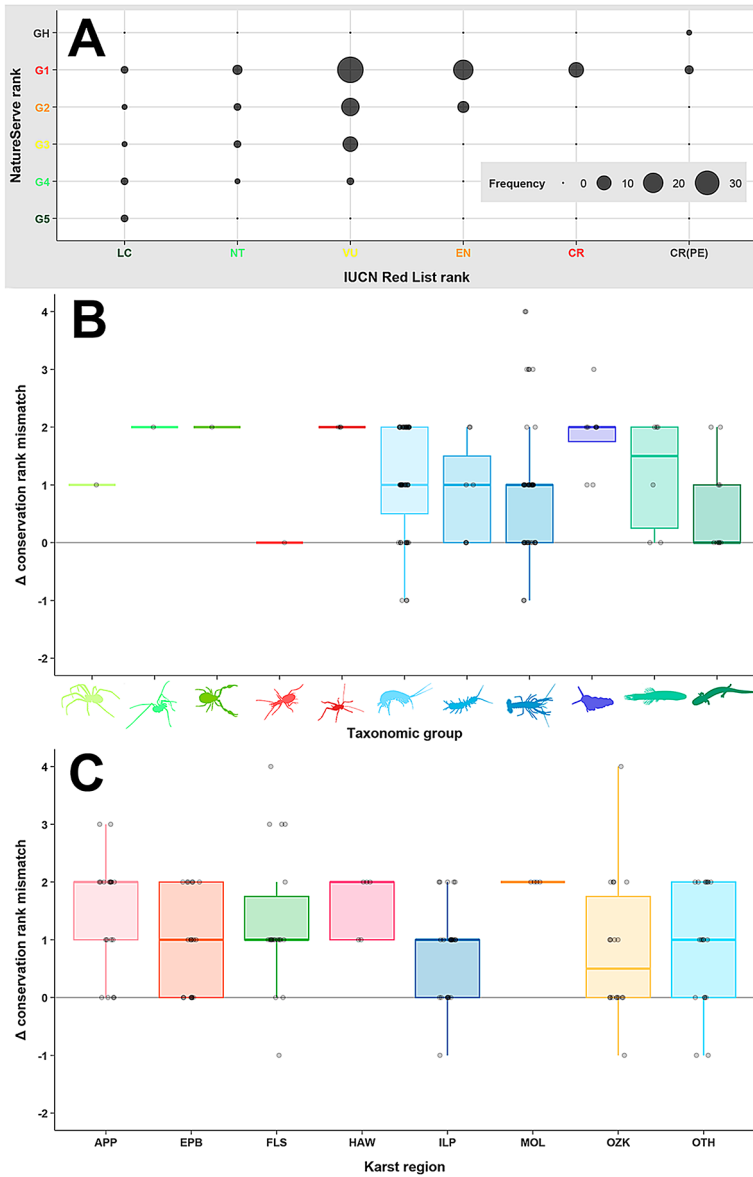 A
GH
G1
G2
G3
G4
G5
NatureServe rank
Frequency 0 10 20 30
LC NT VU EN CR CR(PE)
IUCN Red List rank
B
4
3
2
1
0
-1
-2
Δ conservation rank mismatch
Taxonomic group
C
4
3
2
1
0
-1
-2
Δ conservation rank mismatch
APP EPB FLS HAW ILP MOL OZK OTH
Karst region